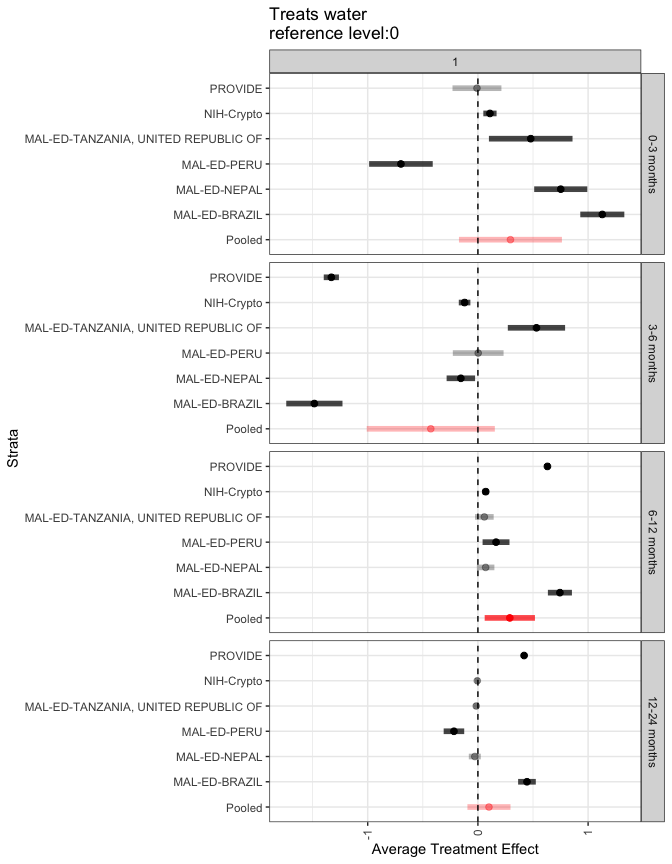 Treats water
reference level:0
1
PROVIDE
NIH-Crypto
MAL-ED-TANZANIA, UNITED REPUBLIC OF
MAL-ED-PERU
MAL-ED-NEPAL
MAL-ED-BRAZIL
Pooled
0-3 months
PROVIDE
NIH-Crypto
MAL-ED-TANZANIA, UNITED REPUBLIC OF
MAL-ED-PERU
MAL-ED-NEPAL
MAL-ED-BRAZIL
Pooled
3-6 months
PROVIDE
NIH-Crypto
MAL-ED-TANZANIA, UNITED REPUBLIC OF
MAL-ED-PERU
MAL-ED-NEPAL
MAL-ED-BRAZIL
Pooled
6-12 months
PROVIDE
NIH-Crypto
MAL-ED-TANZANIA, UNITED REPUBLIC OF
MAL-ED-PERU
MAL-ED-NEPAL
MAL-ED-BRAZIL
Pooled
12-24 months
Strata
-1
0
1
Average Treatment Effect